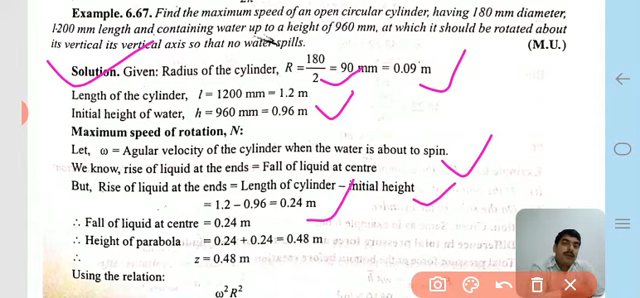 Example. 6.67. Find the maximum speed of an open circular cylinder, having 180 mm diameter,
1200 mm length and containing water up to a height of 960 mm, at which it should be rotated about
its vertical its vertical axis so that no water spills. (M.U.)
Solution. Given: Radius of the cylinder, R = 180/2 = 90 mm = 0.09 m
Length of the cylinder, l = 1200 mm = 1.2 m
Initial height of water, h = 960 mm = 0.96 m
Maximum speed of rotation, N:
Let, ω = Agular velocity of the cylinder when the water is about to spin.
We know, rise of liquid at the ends = Fall of liquid at centre
But, Rise of liquid at the ends = Length of cylinder – Initial height
= 1.2 – 0.96 = 0.24 m
∴ Fall of liquid at centre = 0.24 m
∴ Height of parabola = 0.24 + 0.24 = 0.48 m
∴ z = 0.48 m
Using the relation:
ω² R²